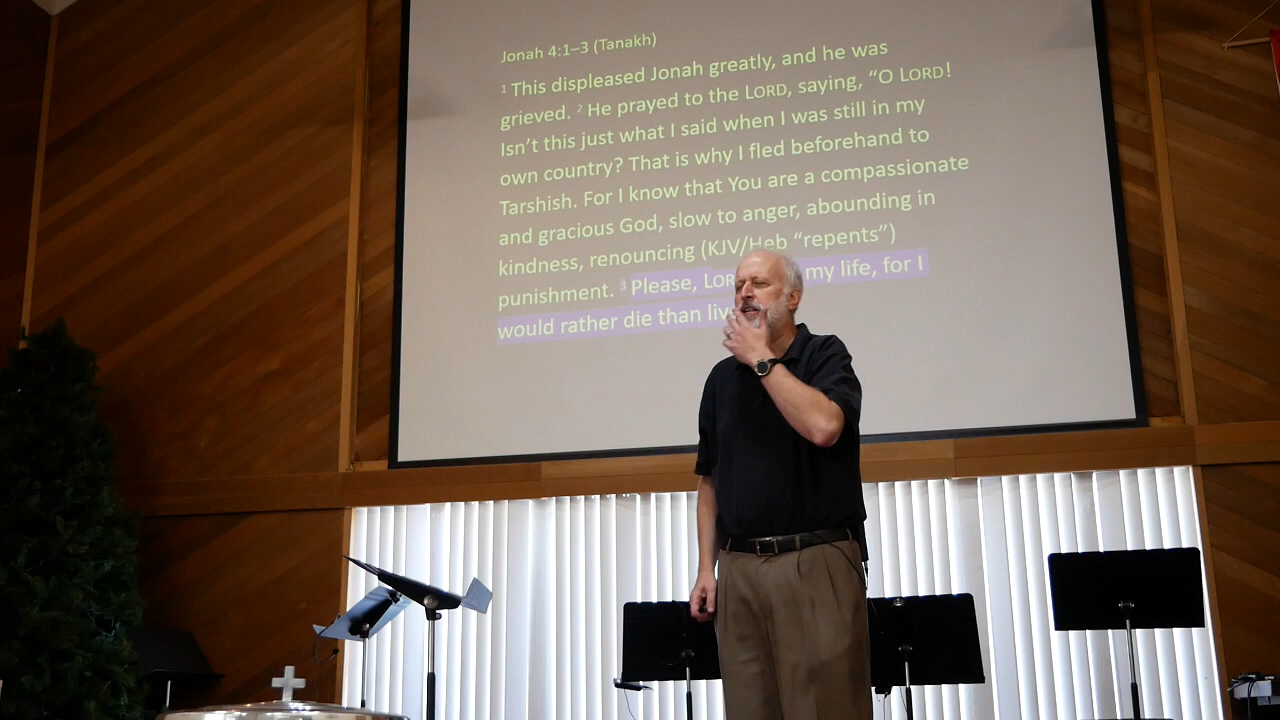 Jonah 4:1–3 (Tanakh)
1 This displeased Jonah greatly, and he was
grieved. 2 He prayed to the LORD, saying, “O LORD!
Isn’t this just what I said when I was still in my
own country? That is why I fled beforehand to
Tarshish. For I know that You are a compassionate
and gracious God, slow to anger, abounding in
kindness, renouncing (KJV/Heb “repents”)
punishment. 3 Please, LOR my life, for I
would rather die than liv